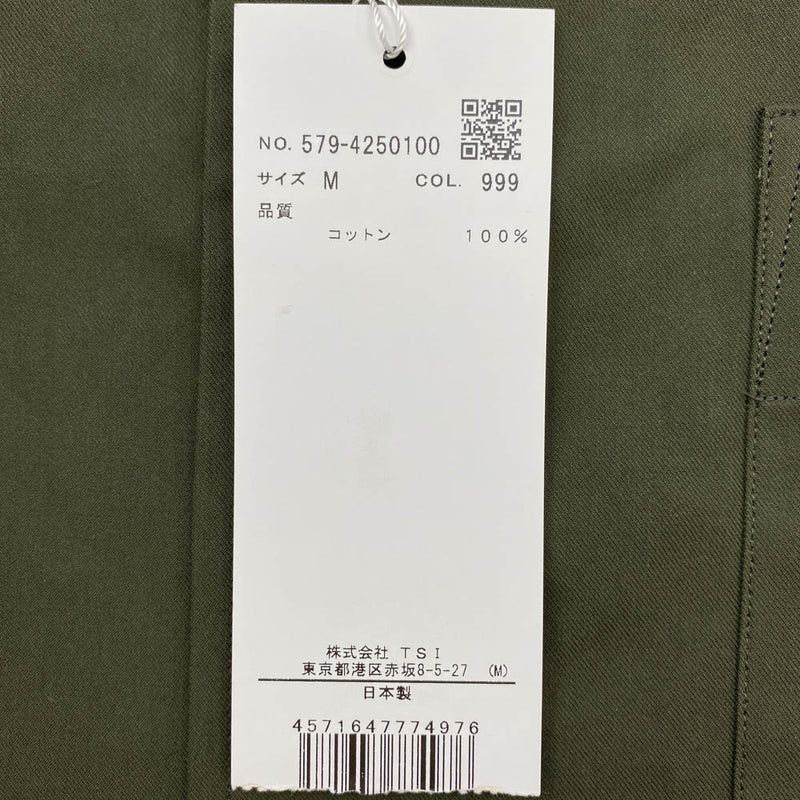 NO. 579-4250100
サイズ M COL. 999
品質
コットン 100%
株式会社 TSI
東京都港区赤坂8-5-27 (M)
日本製
4571647774976